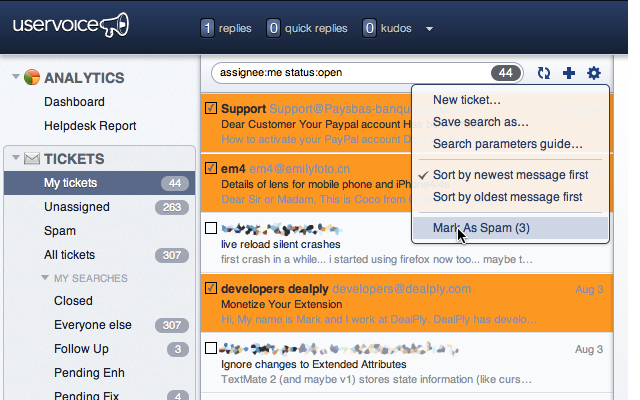 uservoice
1 replies 0 quick replies 0 kudos
assignee:me status:open 44
ANALYTICS
Dashboard
Helpdesk Report
TICKETS
My tickets 44
Unassigned 263
Spam
All tickets 307
MY SEARCHES
Closed
Everyone else 307
Follow Up 3
Pending Enh
Pending Fix 4
Support Support@Paysbas-banqu
Dear Customer Your Paypal account H
How to activate your PayPal account D
em4 em4@emilyfoto.cn
Details of lens for mobile phone and iPh
Dear Sir or Madam, This is Coco from
live reload silent crashes
first crash in a while... i started using firefox now too... maybe t...
developers dealply developers@dealply.com Aug 3
Monetize Your Extension
Hi, My name is Mark and I work at DealPly. DealPly has develo...
Aug 3
Ignore changes to Extended Attributes
TextMate 2 (and maybe v1) stores state information (like curs...
New ticket...
Save search as...
Search parameters guide...
Sort by newest message first
Sort by oldest message first
Mark As Spam (3)